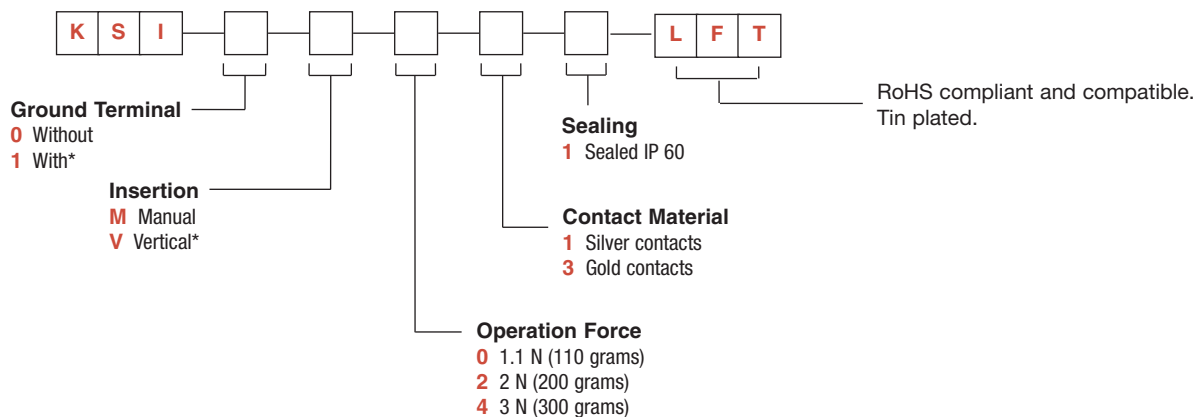 K S I L F T
Ground Terminal
0 Without
1 With*
Insertion
M Manual
V Vertical*
Operation Force
0 1.1 N (110 grams)
2 2 N (200 grams)
4 3 N (300 grams)
Contact Material
1 Silver contacts
3 Gold contacts
Sealing
1 Sealed IP 60
RoHS compliant and compatible.
Tin plated.